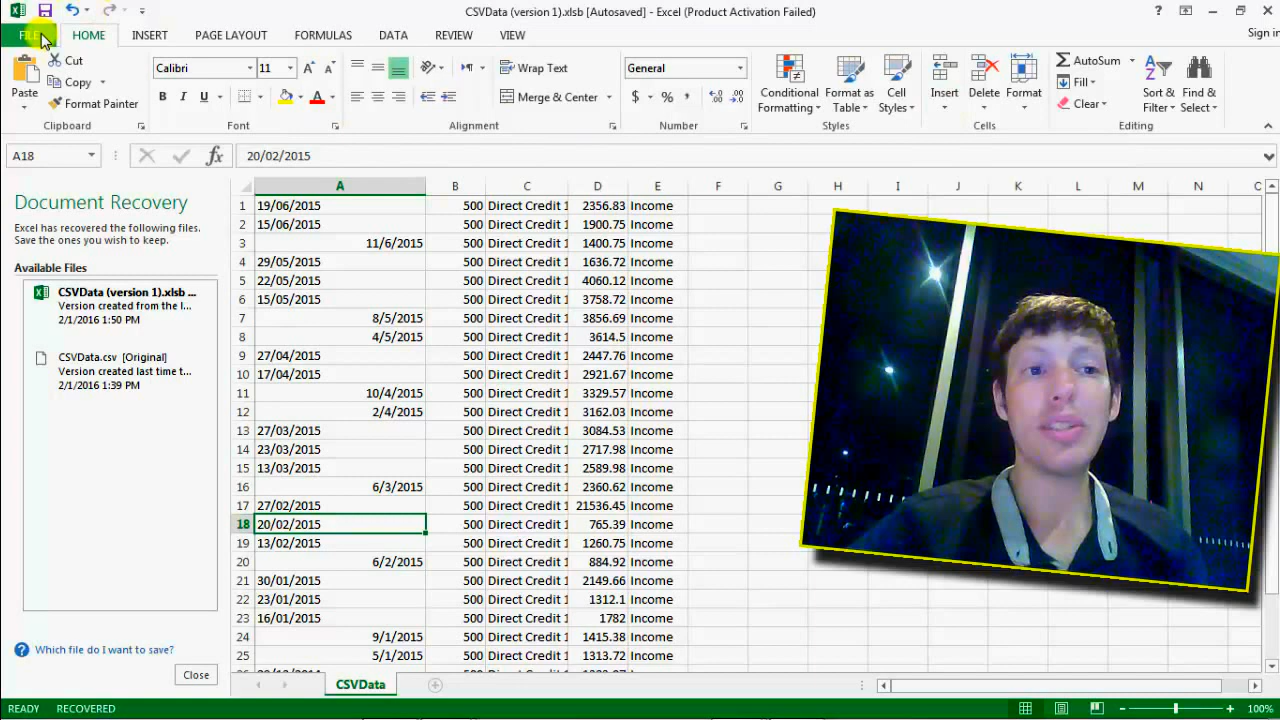 CSVData (version 1).xlsb [Autosaved] - Excel (Product Activation Failed)
FILE HOME INSERT PAGE LAYOUT FORMULAS DATA REVIEW VIEW Sign in
Paste Cut Copy Format Painter Clipboard
Calibri 11 B I U A Font
Wrap Text Merge & Center Alignment
General $ % , Number
Conditional Formatting Format as Table Cell Styles Styles
Insert Delete Format Cells
AutoSum Fill Clear Sort & Filter Find & Select Editing
A18 fx 20/02/2015
Document Recovery
Excel has recovered the following files.
Save the ones you wish to keep.
Available Files
CSVData (version 1).xlsb ...
Version created from the l...
2/1/2016 1:50 PM
CSVData.csv [Original]
Version created last time t...
2/1/2016 1:39 PM
Which file do I want to save?
Close
A B C D E F G H I J K L M N O
1 19/06/2015 500 Direct Credit 1 2356.83 Income
2 15/06/2015 500 Direct Credit 1 1900.75 Income
3 11/6/2015 500 Direct Credit 1 1400.75 Income
4 29/05/2015 500 Direct Credit 1 1636.72 Income
5 22/05/2015 500 Direct Credit 1 4060.12 Income
6 15/05/2015 500 Direct Credit 1 3758.72 Income
7 8/5/2015 500 Direct Credit 1 3856.69 Income
8 4/5/2015 500 Direct Credit 1 3614.5 Income
9 27/04/2015 500 Direct Credit 1 2447.76 Income
10 17/04/2015 500 Direct Credit 1 2921.67 Income
11 10/4/2015 500 Direct Credit 1 3329.57 Income
12 2/4/2015 500 Direct Credit 1 3162.03 Income
13 27/03/2015 500 Direct Credit 1 3084.53 Income
14 23/03/2015 500 Direct Credit 1 2717.98 Income
15 13/03/2015 500 Direct Credit 1 2589.98 Income
16 6/3/2015 500 Direct Credit 1 2360.62 Income
17 27/02/2015 500 Direct Credit 1 21536.45 Income
18 20/02/2015 500 Direct Credit 1 765.39 Income
19 13/02/2015 500 Direct Credit 1 1260.75 Income
20 6/2/2015 500 Direct Credit 1 884.92 Income
21 30/01/2015 500 Direct Credit 1 2149.66 Income
22 23/01/2015 500 Direct Credit 1 1312.1 Income
23 16/01/2015 500 Direct Credit 1 1782 Income
24 9/1/2015 500 Direct Credit 1 1415.38 Income
25 5/1/2015 500 Direct Credit 1 1313.72 Income
CSVData
READY RECOVERED 100%